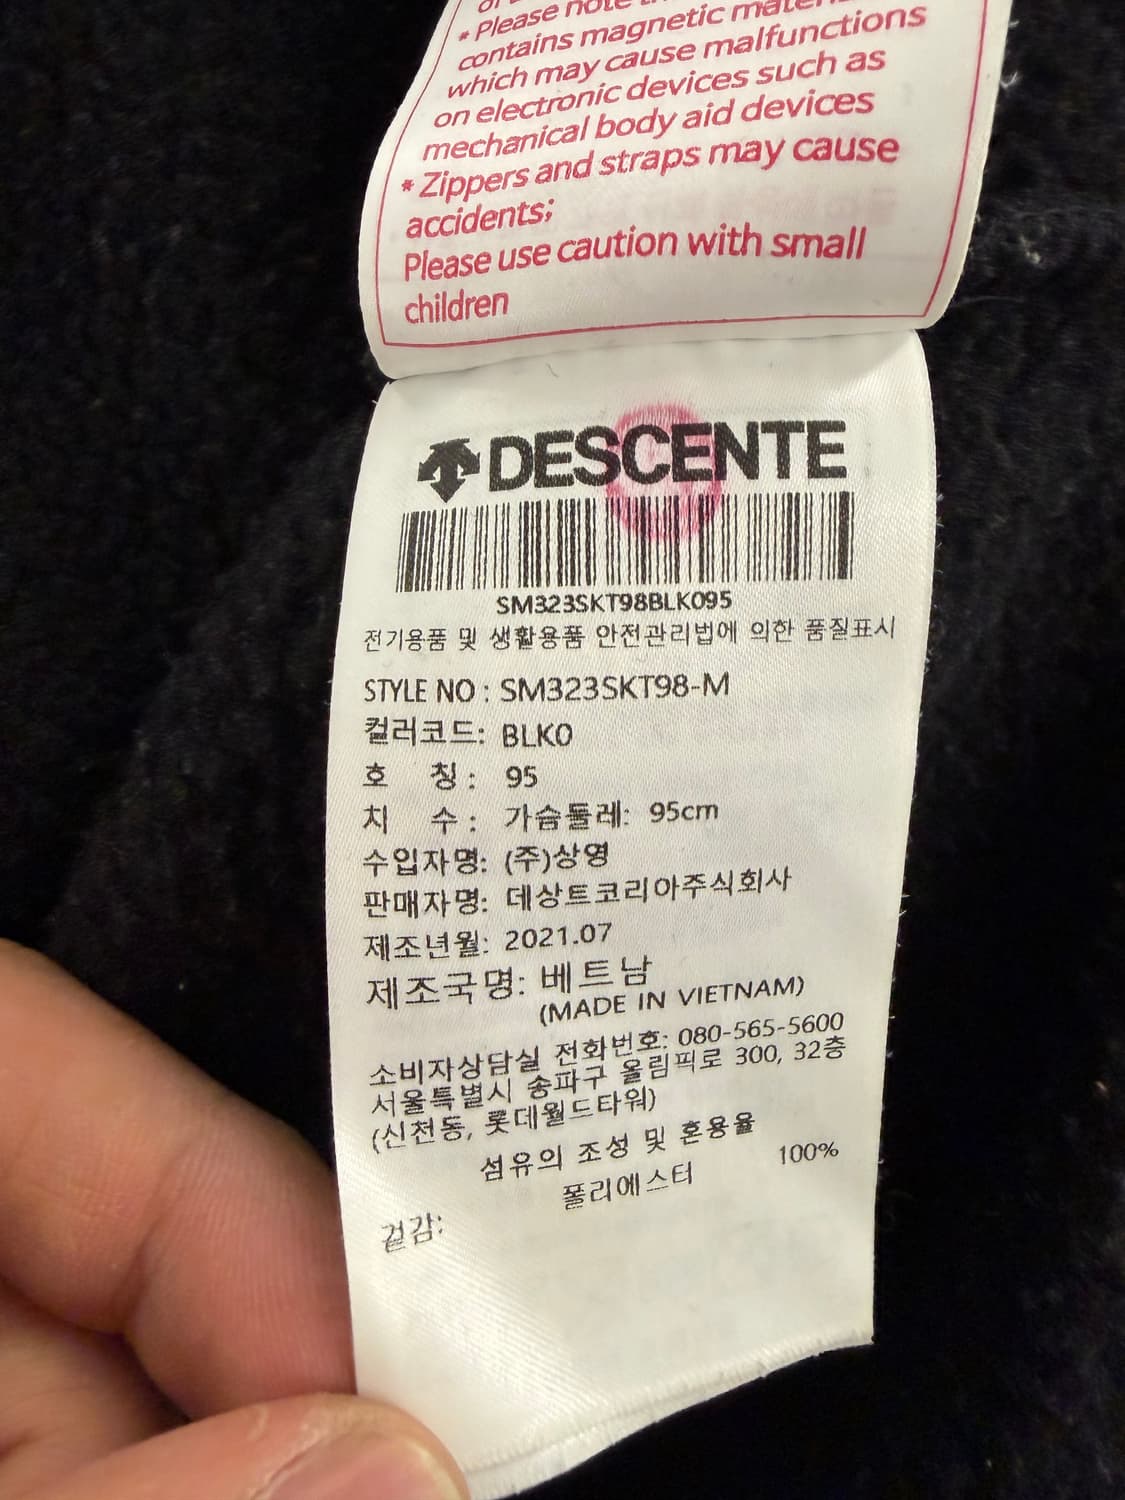 * Please note
contains magnetic
which may cause malfunctions
on electronic devices such as
mechanical body aid devices
* Zippers and straps may cause
accidents;
Please use caution with small
children
DESCENTE
SM323SKT98BLK095
전기용품 및 생활용품 안전관리법에 의한 품질표시
STYLE NO : SM323SKT98-M
컬러코드: BLK0
호 칭 : 95
치 수 : 가슴둘레: 95cm
수입자명: (주)상영
판매자명: 데상트코리아주식회사
제조년월: 2021.07
제조국명: 베트남
(MADE IN VIETNAM)
소비자상담실 전화번호: 080-565-5600
서울특별시 송파구 올림픽로 300, 32층
(신천동, 롯데월드타워)
섬유의 조성 및 혼용율
폴리에스터 100%
겉감: